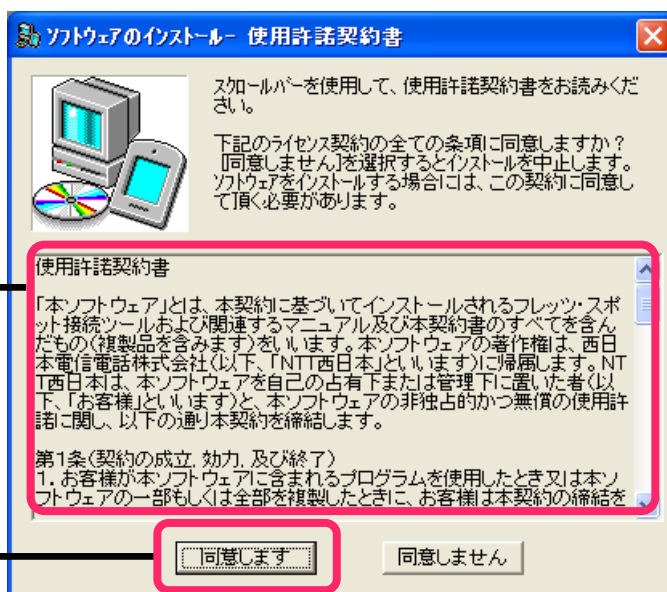 ソフトウェアのインストール- 使用許諾契約書
スクロールバーを使用して、使用許諾契約書をお読みくだ
さい。
下記のライセンス契約の全ての条項に同意しますか？
[同意しません]を選択するとインストールを中止します。
ソフトウェアをインストールする場合には、この契約に同意し
て頂く必要があります。
使用許諾契約書
「本ソフトウェア」とは、本契約に基づいてインストールされるフレッツ・スポ
ット接続ツールおよび関連するマニュアル及び本契約書のすべてを含ん
だもの(複製品を含みます)をいいます。本ソフトウェアの著作権は、西日
本電信電話株式会社(以下、「NTT西日本」といいます)に帰属します。NT
T西日本は、本ソフトウェアを自己の占有下または管理下に置いた者(以
下、「お客様」といいます)と、本ソフトウェアの非独占的かつ無償の使用許
諾に関し、以下の通り本契約を締結します。
第1条(契約の成立, 効力, 及び終了)
1. お客様が本ソフトウェアに含まれるプログラムを使用したとき又は本ソ
フトウェアの一部もしくは全部を複製したときに、お客様は本契約の締結を
同意します
同意しません